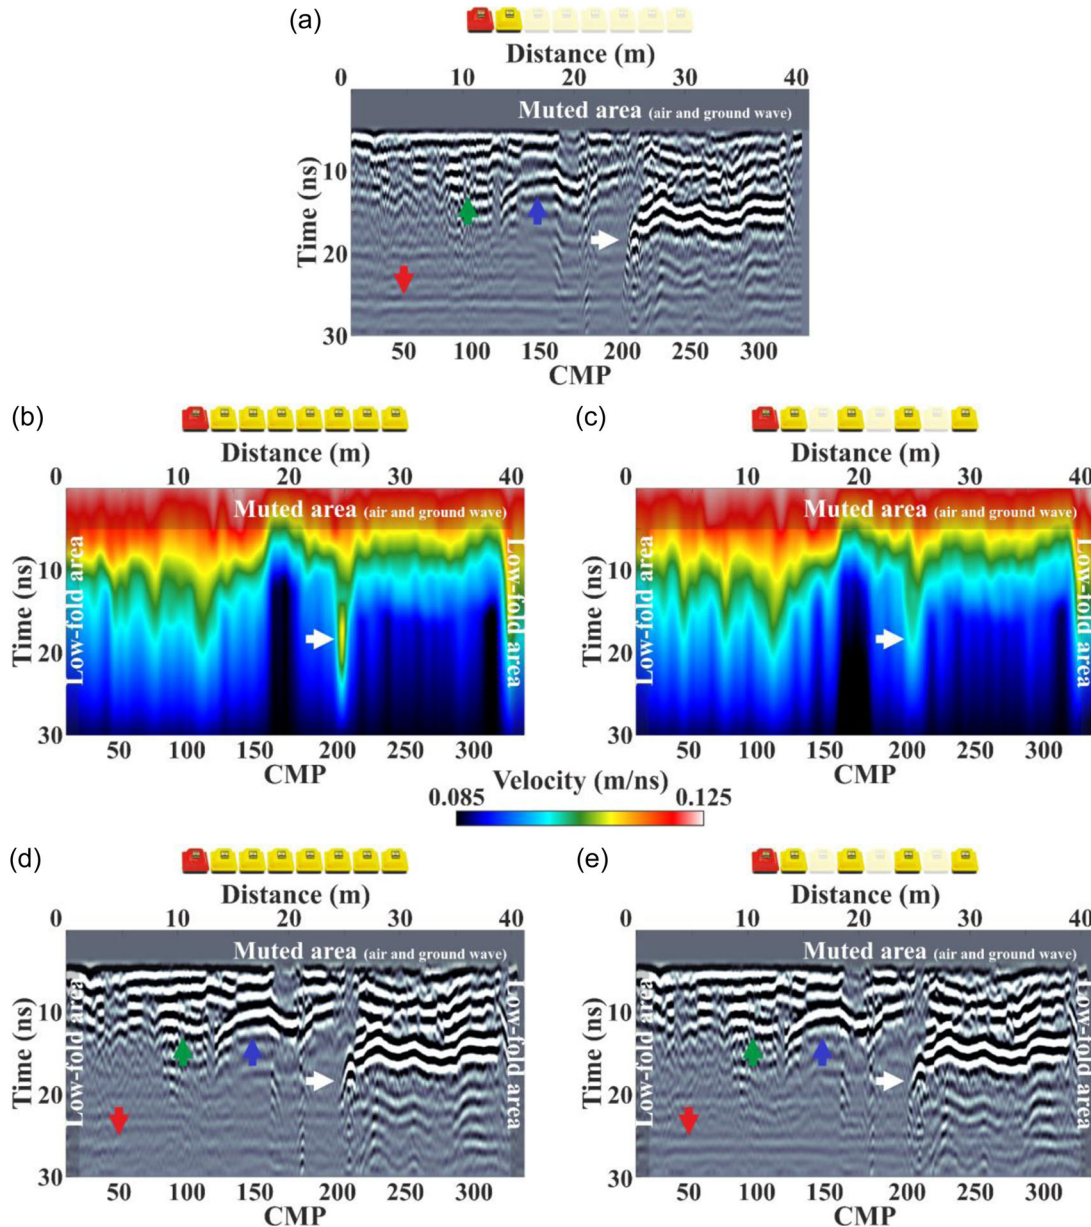 (a)
Distance (m)
0 10 20 30 40
Muted area (air and ground wave)
10
20
30
Time (ns)
50 100 150 200 250 300
CMP
(b)
Distance (m)
0 10 20 30 40
Muted area (air and ground wave)
Low-fold area
Low-fold area
10
20
30
Time (ns)
50 100 150 200 250 300
CMP
(c)
Distance (m)
0 10 20 30 40
Muted area (air and ground wave)
Low-fold area
Low-fold area
10
20
30
Time (ns)
50 100 150 200 250 300
CMP
Velocity (m/ns)
0.085 0.125
(d)
Distance (m)
0 10 20 30 40
Muted area (air and ground wave)
Low-fold area
Low-fold area
10
20
30
Time (ns)
50 100 150 200 250 300
CMP
(e)
Distance (m)
0 10 20 30 40
Muted area (air and ground wave)
Low-fold area
Low-fold area
10
20
30
Time (ns)
50 100 150 200 250 300
CMP